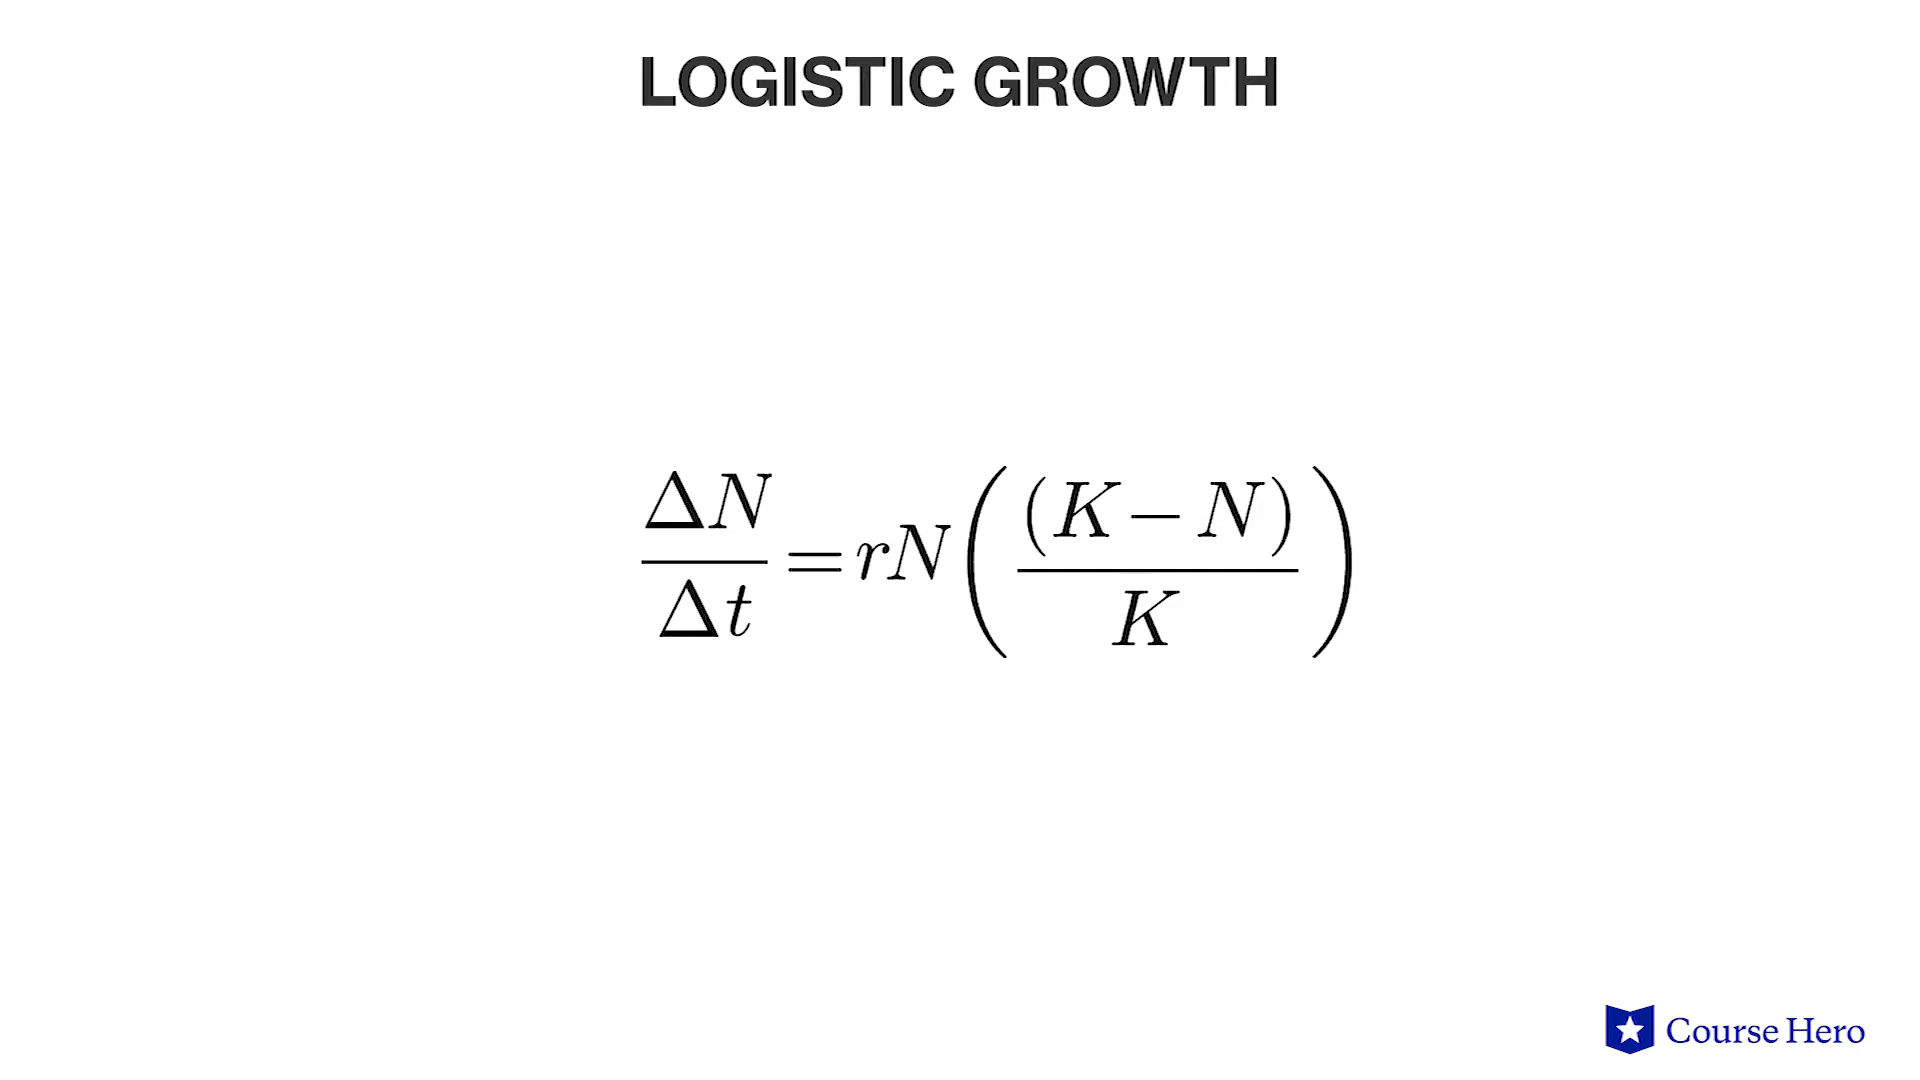 LOGISTIC GROWTH
ΔN/Δt = rN((K − N)/K)
Course Hero